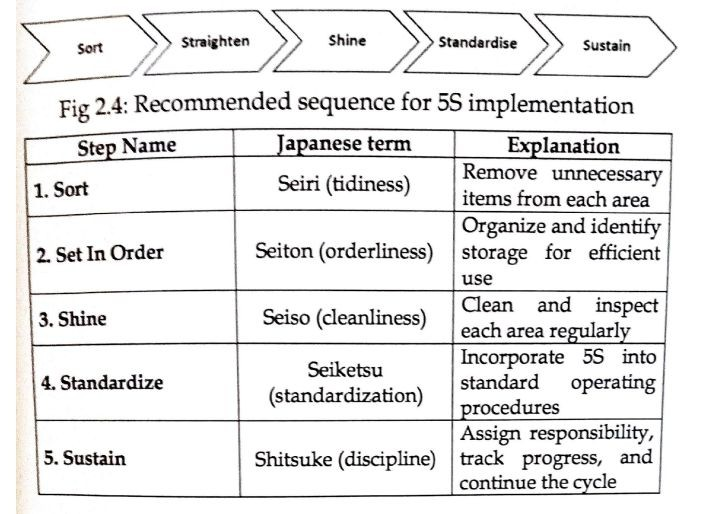 Sort
Straighten
Shine
Standardise
Sustain
Fig 2.4: Recommended sequence for 5S implementation
Step Name
Japanese term
Explanation
1. Sort
Seiri (tidiness)
Remove unnecessary
items from each area
2. Set In Order
Seiton (orderliness)
Organize and identify
storage for efficient
use
3. Shine
Seiso (cleanliness)
Clean and inspect
each area regularly
4. Standardize
Seiketsu
(standardization)
Incorporate 5S into
standard operating
procedures
5. Sustain
Shitsuke (discipline)
Assign responsibility,
track progress, and
continue the cycle